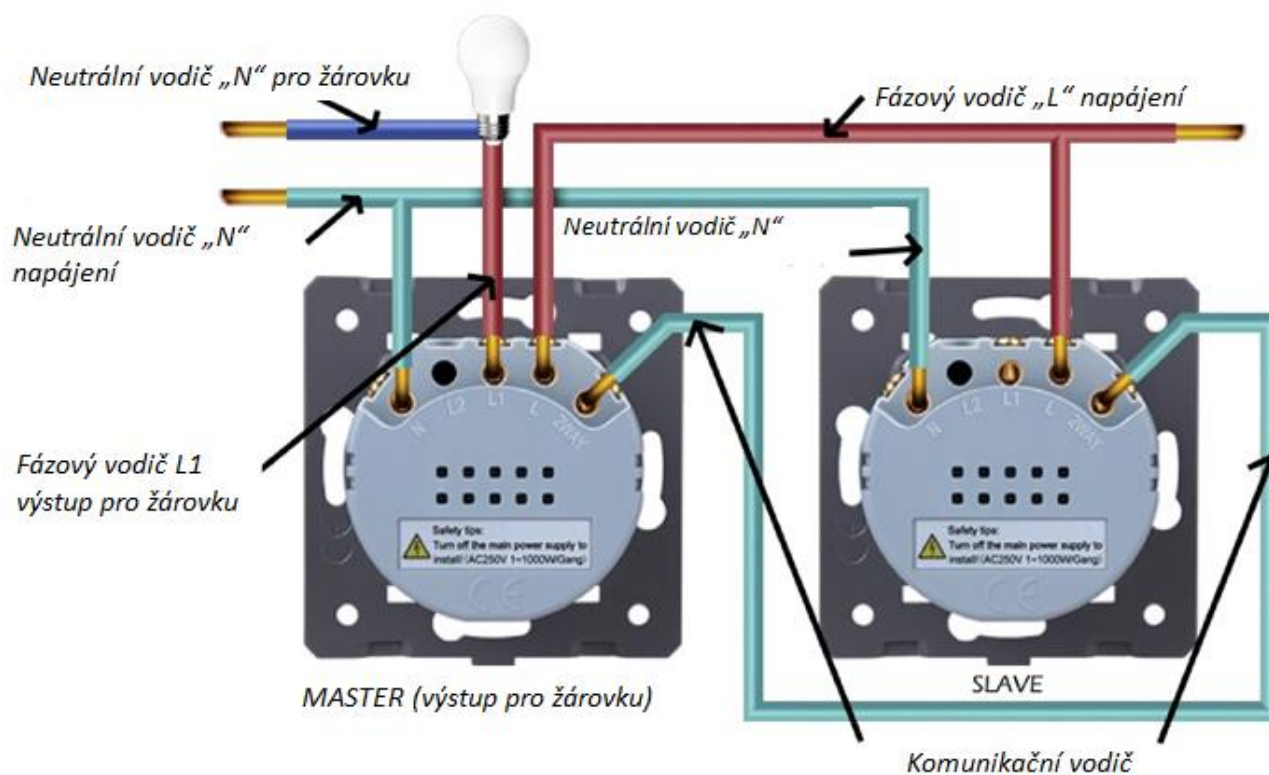 Neutrální vodič „N“ pro žárovku
Fázový vodič „L“ napájení
Neutrální vodič „N“
napájení
Neutrální vodič „N“
N
L2
L1
L
2WAY
N
L2
L1
L
2WAY
Fázový vodič L1
výstup pro žárovku
Safety tips:
Turn off the main power supply to
install!(AC250V 1~1000W/Gang)
CE
Safety tips:
Turn off the main power supply to
install!(AC250V 1~1000W/Gang)
CE
MASTER (výstup pro žárovku)
SLAVE
Komunikační vodič